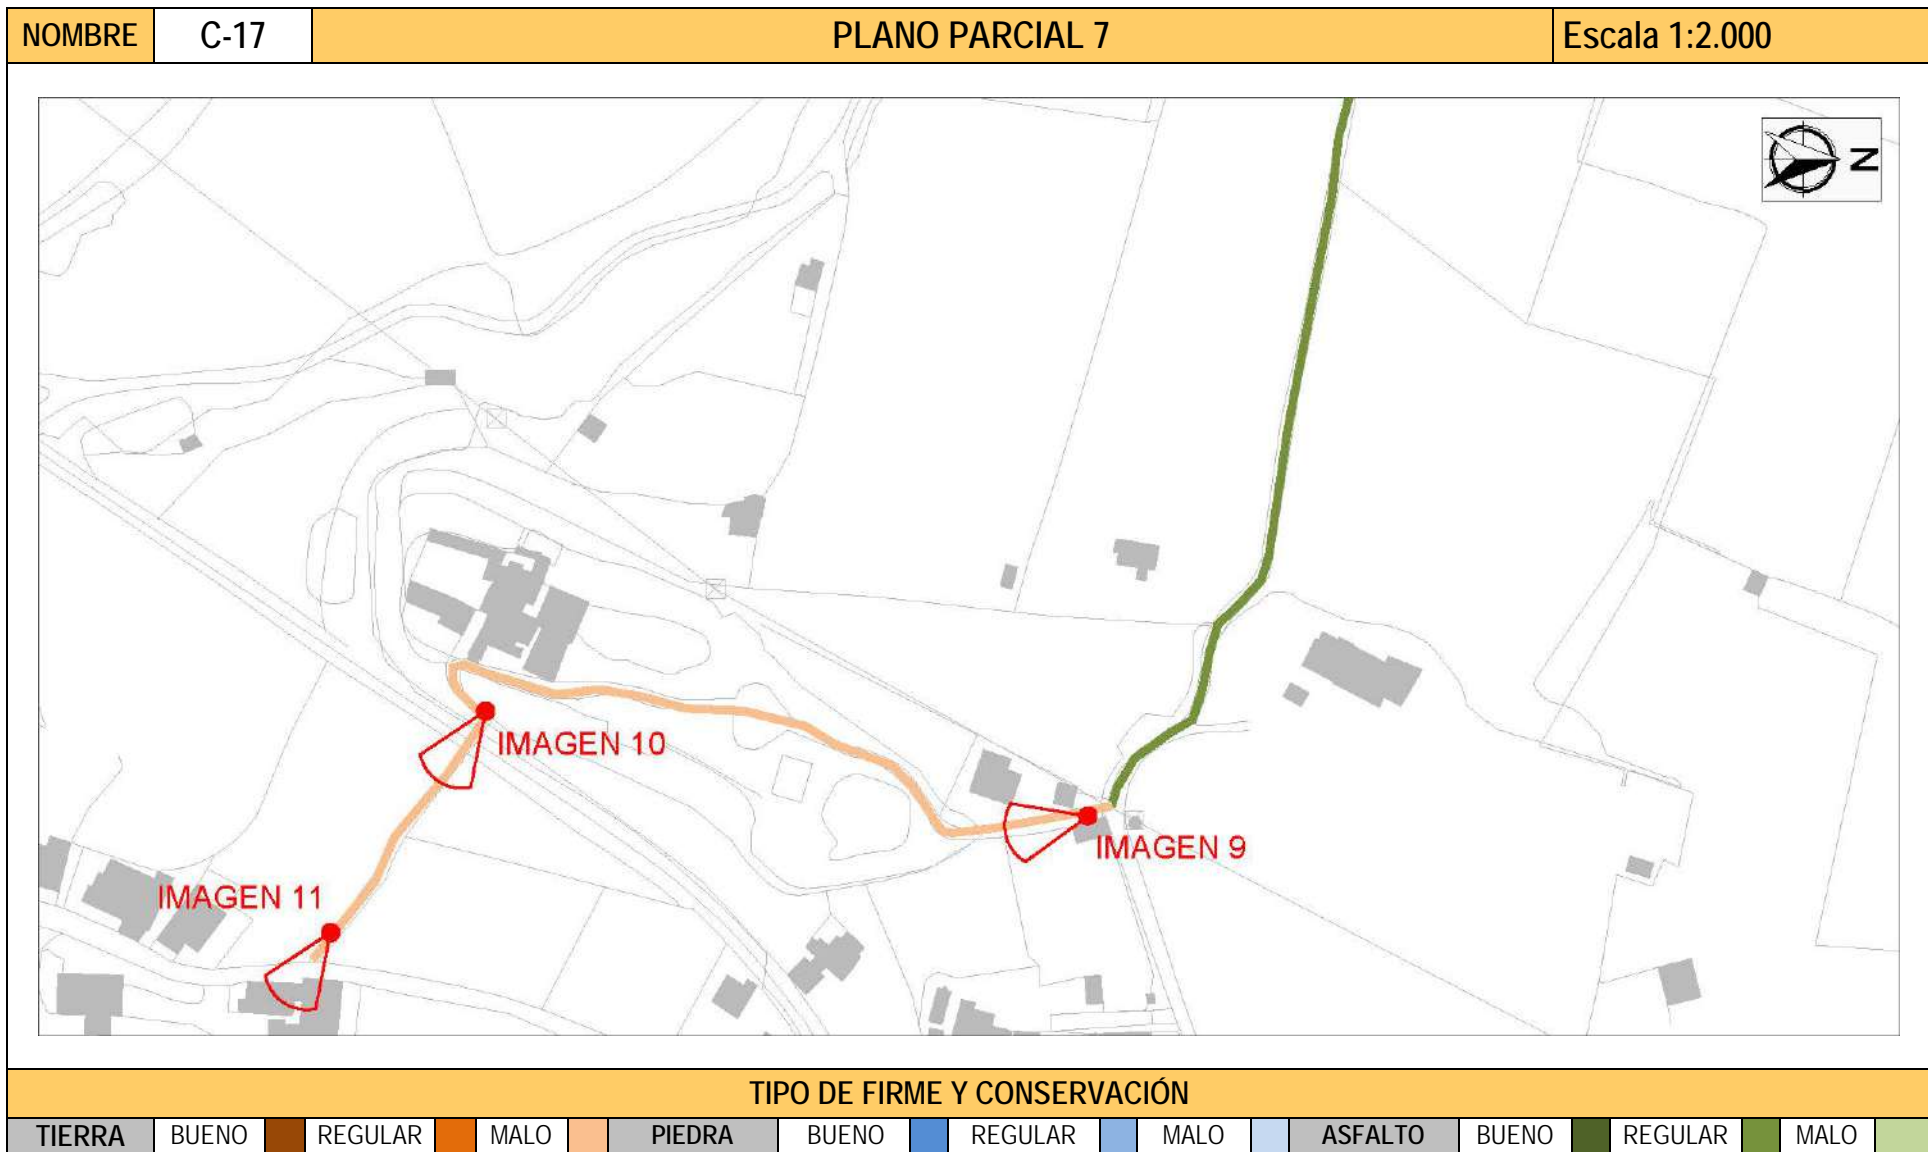 NOMBRE C-17 PLANO PARCIAL 7 Escala 1:2.000
N
IMAGEN 10
IMAGEN 9
IMAGEN 11
TIPO DE FIRME Y CONSERVACIÓN
TIERRA BUENO REGULAR MALO PIEDRA BUENO REGULAR MALO ASFALTO BUENO REGULAR MALO